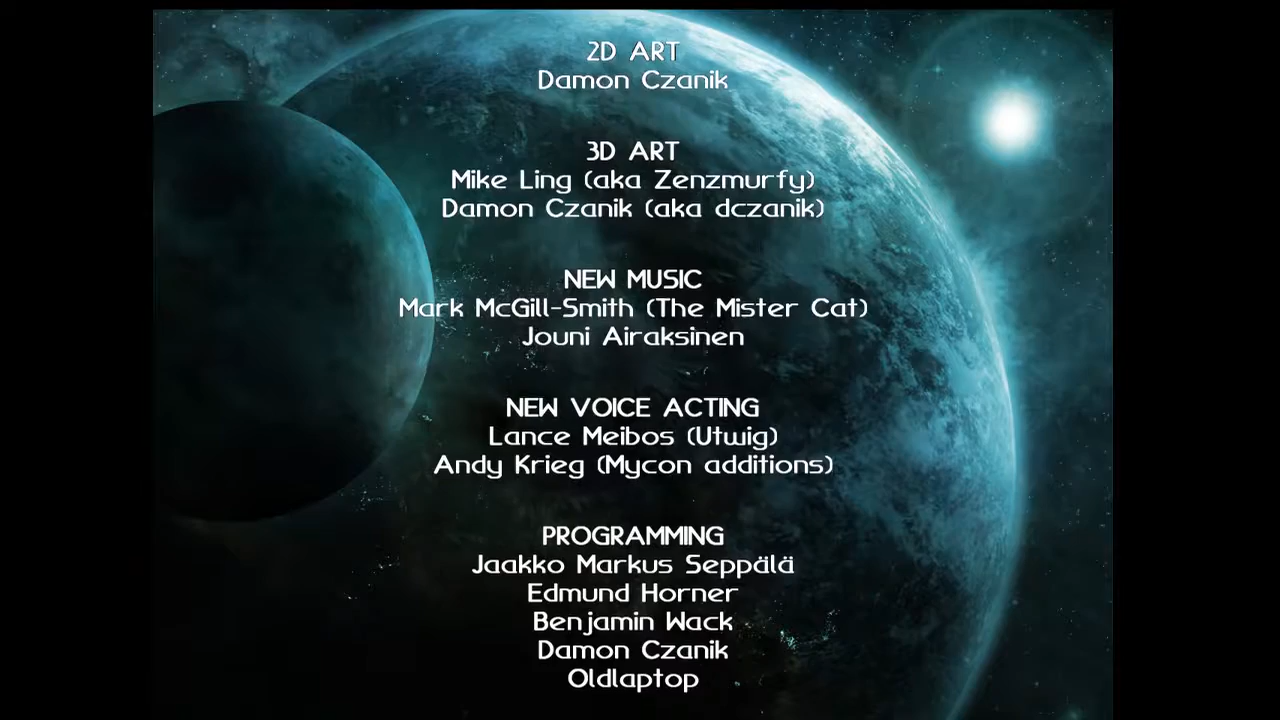 2D ART
Damon Czanik
3D ART
Mike Ling (aka Zenzmurfy)
Damon Czanik (aka dczanik)
NEW MUSIC
Mark McGill-Smith (The Mister Cat)
Jouni Airaksinen
NEW VOICE ACTING
Lance Meibos (Utwig)
Andy Krieg (Mycon additions)
PROGRAMMING
Jaakko Markus Seppälä
Edmund Horner
Benjamin Wack
Damon Czanik
Oldlaptop